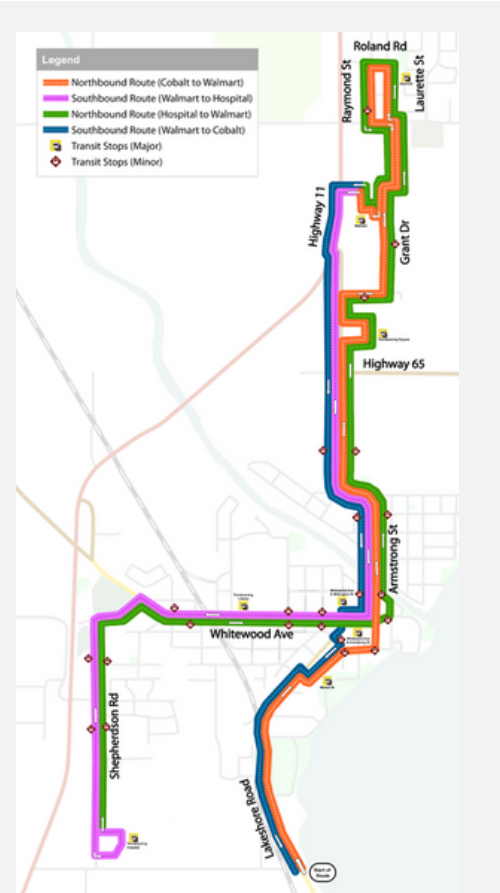 Roland Rd
Legend
Northbound Route (Cobalt to Walmart)
Southbound Route (Walmart to Hospital)
Northbound Route (Hospital to Walmart)
Southbound Route (Walmart to Cobalt)
Transit Stops (Major)
Transit Stops (Minor)
Raymond St
Laurette St
Highway 11
Grant Dr
Highway 65
Armstrong St
Whitewood Ave
Shepherdson Rd
Lakeshore Road
Start of
Route